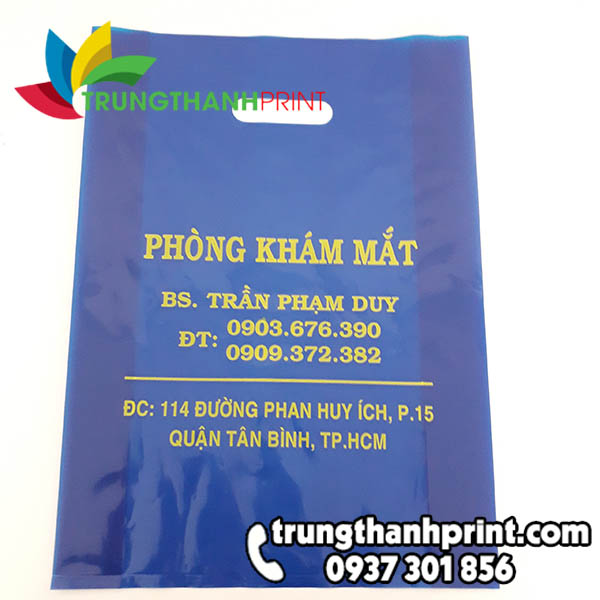 TRUNGTHANHPRINT
PHÒNG KHÁM MẮT
BS. TRẦN PHẠM DUY
ĐT: 0903.676.390
0909.372.382
ĐC: 114 ĐƯỜNG PHAN HUY ÍCH, P.15
QUẬN TÂN BÌNH, TP.HCM
trungthanhprint.com
0937 301 856